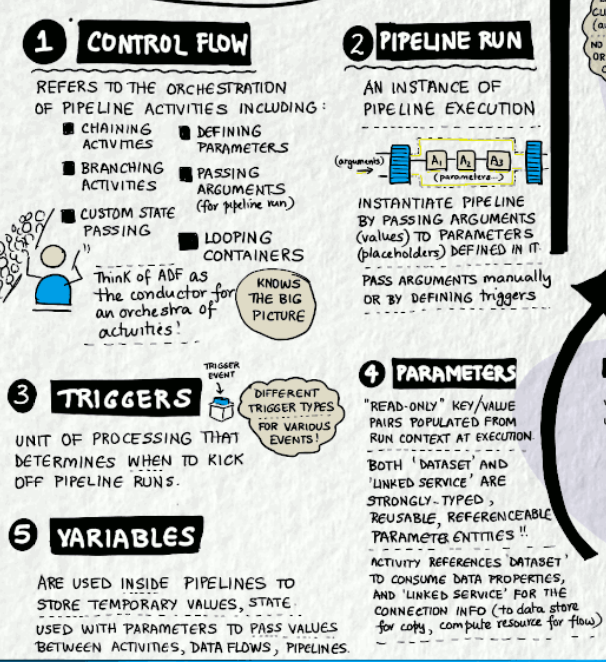 1 CONTROL FLOW
REFERS TO THE ORCHESTRATION
OF PIPELINE ACTIVITIES INCLUDING:
CHAINING
ACTIVITIES
BRANCHING
ACTIVITIES
CUSTOM STATE
PASSING
DEFINING
PARAMETERS
PASSING
ARGUMENTS
(for pipeline run)
LOOPING
CONTAINERS
Think of ADF as
the conductor for
an orchestra of
activities!
KNOWS
THE BIG
PICTURE
2 PIPELINE RUN
AN INSTANCE OF
PIPELINE EXECUTION
(arguments)
A1 A2 A3
(parameters)
INSTANTIATE PIPELINE
BY PASSING ARGUMENTS
(values) TO PARAMETERS
(placeholders) DEFINED IN IT.
PASS ARGUMENTS manually
OR BY DEFINING triggers
3 TRIGGERS
TRIGGER
EVENT
DIFFERENT
TRIGGER TYPES
FOR VARIOUS
EVENTS!
UNIT OF PROCESSING THAT
DETERMINES WHEN TO KICK
OFF PIPELINE RUNS.
4 PARAMETERS
"READ-ONLY" KEY/VALUE
PAIRS POPULATED FROM
RUN CONTEXT AT EXECUTION.
BOTH 'DATASET' AND
'LINKED SERVICE' ARE
STRONGLY-TYPED,
REUSABLE, REFERENCEABLE
PARAMETER ENTITIES!!
ACTIVITY REFERENCES 'DATASET'
TO CONSUME DATA PROPERTIES,
AND 'LINKED SERVICE' FOR THE
CONNECTION INFO (to data store
for copy, compute resource for flow)
5 VARIABLES
ARE USED INSIDE PIPELINES TO
STORE TEMPORARY VALUES, STATE.
USED WITH PARAMETERS TO PASS VALUES
BETWEEN ACTIVITIES, DATA FLOWS, PIPELINES.
NO
OR